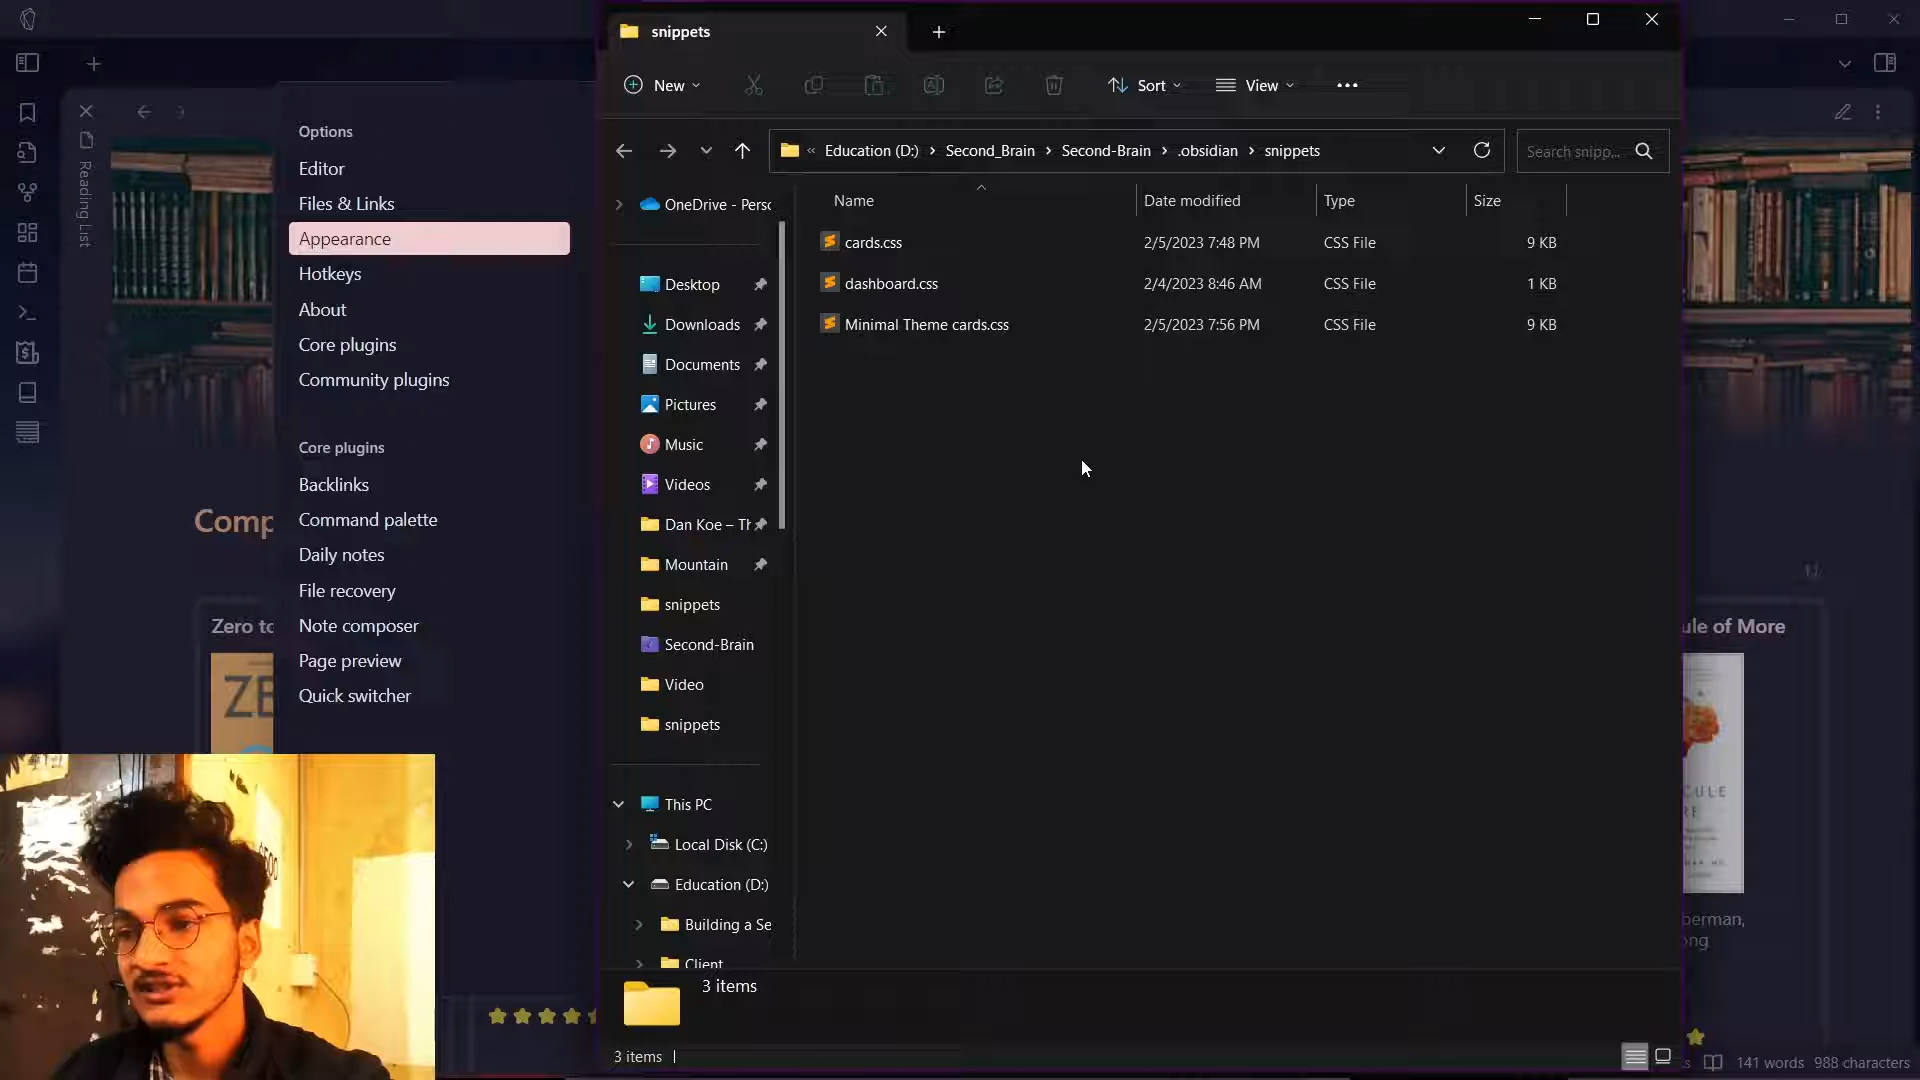 snippets
New
Sort
View
Education (D:)
Second_Brain
Second-Brain
.obsidian
snippets
Search snipp...
Reading List
Options
Editor
Files & Links
Appearance
Hotkeys
About
Core plugins
Community plugins
Core plugins
Backlinks
Command palette
Daily notes
File recovery
Note composer
Page preview
Quick switcher
Comp
Zero to
ZE
OneDrive - Perso
Desktop
Downloads
Documents
Pictures
Music
Videos
Dan Koe – Th
Mountain
snippets
Second-Brain
Video
snippets
This PC
Local Disk (C:)
Education (D:)
Building a Se
Client
Name Date modified Type Size
cards.css 2/5/2023 7:48 PM CSS File 9 KB
dashboard.css 2/4/2023 8:46 AM CSS File 1 KB
Minimal Theme cards.css 2/5/2023 7:56 PM CSS File 9 KB
3 items
3 items
ule of More
CULE
RE
berman,
ong
141 words 988 characters